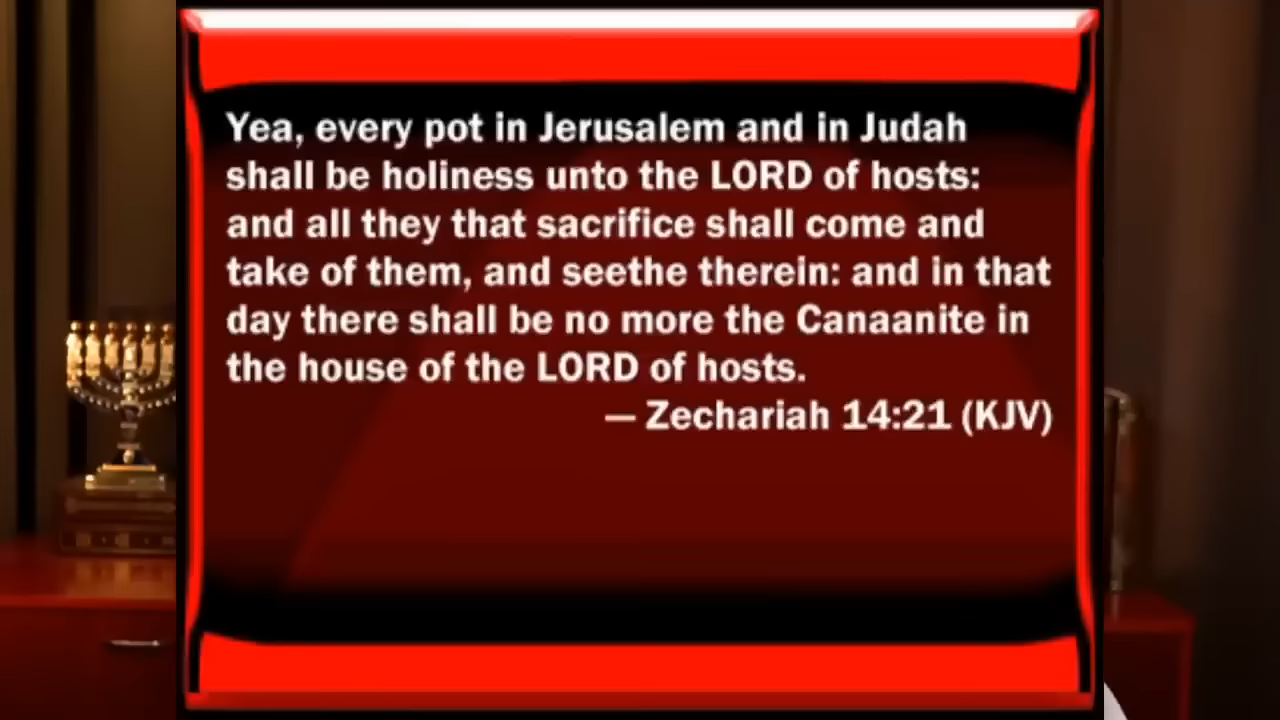 Yea, every pot in Jerusalem and in Judah
shall be holiness unto the LORD of hosts:
and all they that sacrifice shall come and
take of them, and seethe therein: and in that
day there shall be no more the Canaanite in
the house of the LORD of hosts.
— Zechariah 14:21 (KJV)